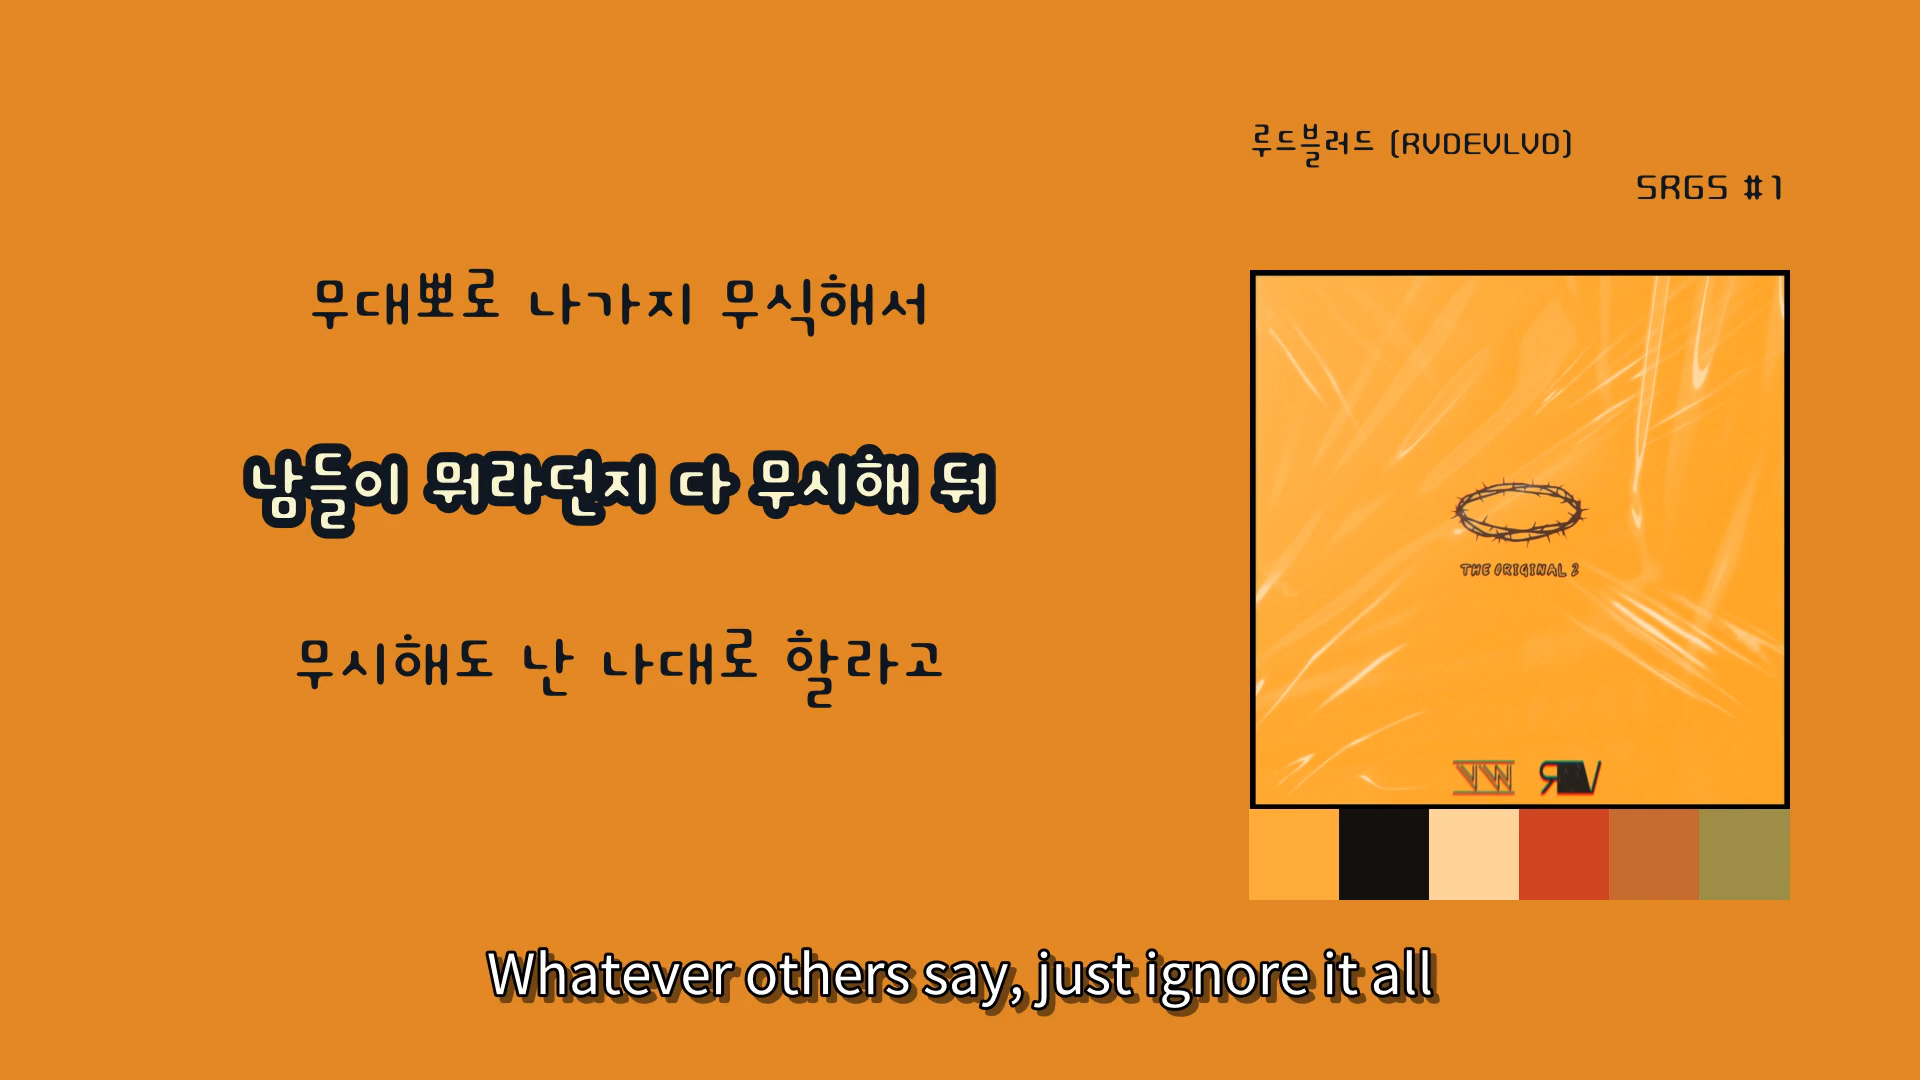 루드블러드 (RVDEVLVD)
SRGS #1
무대뽀로 나가지 무식해서
남들이 뭐라던지 다 무시해 둬
무시해도 난 나대로 할라고
THE ORIGINAL 2
Whatever others say, just ignore it all